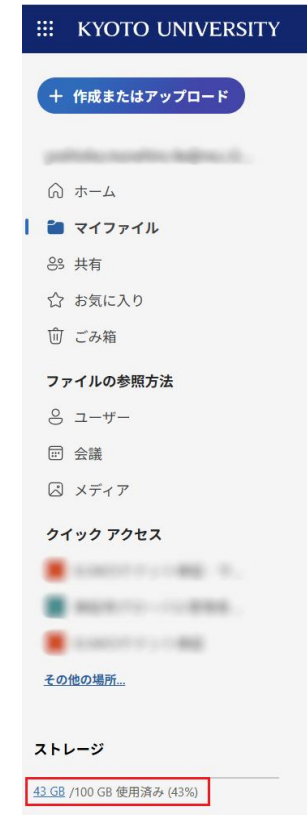 KYOTO UNIVERSITY
+ 作成またはアップロード
ホーム
マイファイル
共有
お気に入り
ごみ箱
ファイルの参照方法
ユーザー
会議
メディア
クイック アクセス
その他の場所...
ストレージ
43 GB /100 GB 使用済み (43%)